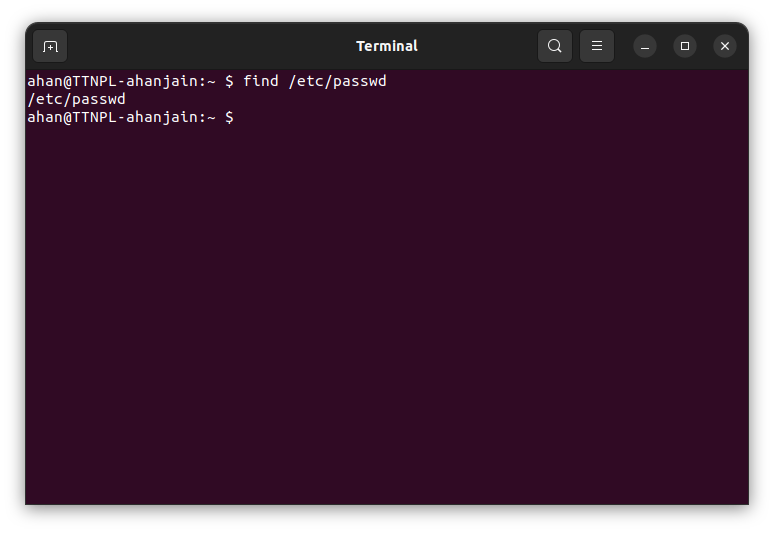 Terminal
ahan@TTNPL-ahanjain:~ $ find /etc/passwd
/etc/passwd
ahan@TTNPL-ahanjain:~ $